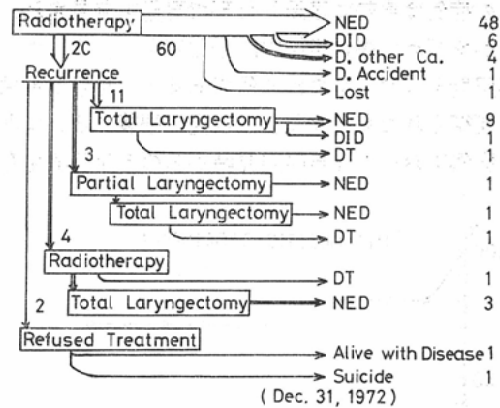 Radiotherapy NED 48
DID 6
20 60 D. other Ca. 4
Recurrence D. Accident 1
11 Lost 1
Total Laryngectomy NED 9
DID 1
3 DT 1
Partial Laryngectomy NED 1
Total Laryngectomy NED 1
4 DT 1
Radiotherapy
DT 1
2 Total Laryngectomy NED 3
Refused Treatment
Alive with Disease 1
Suicide 1
(Dec. 31, 1972)